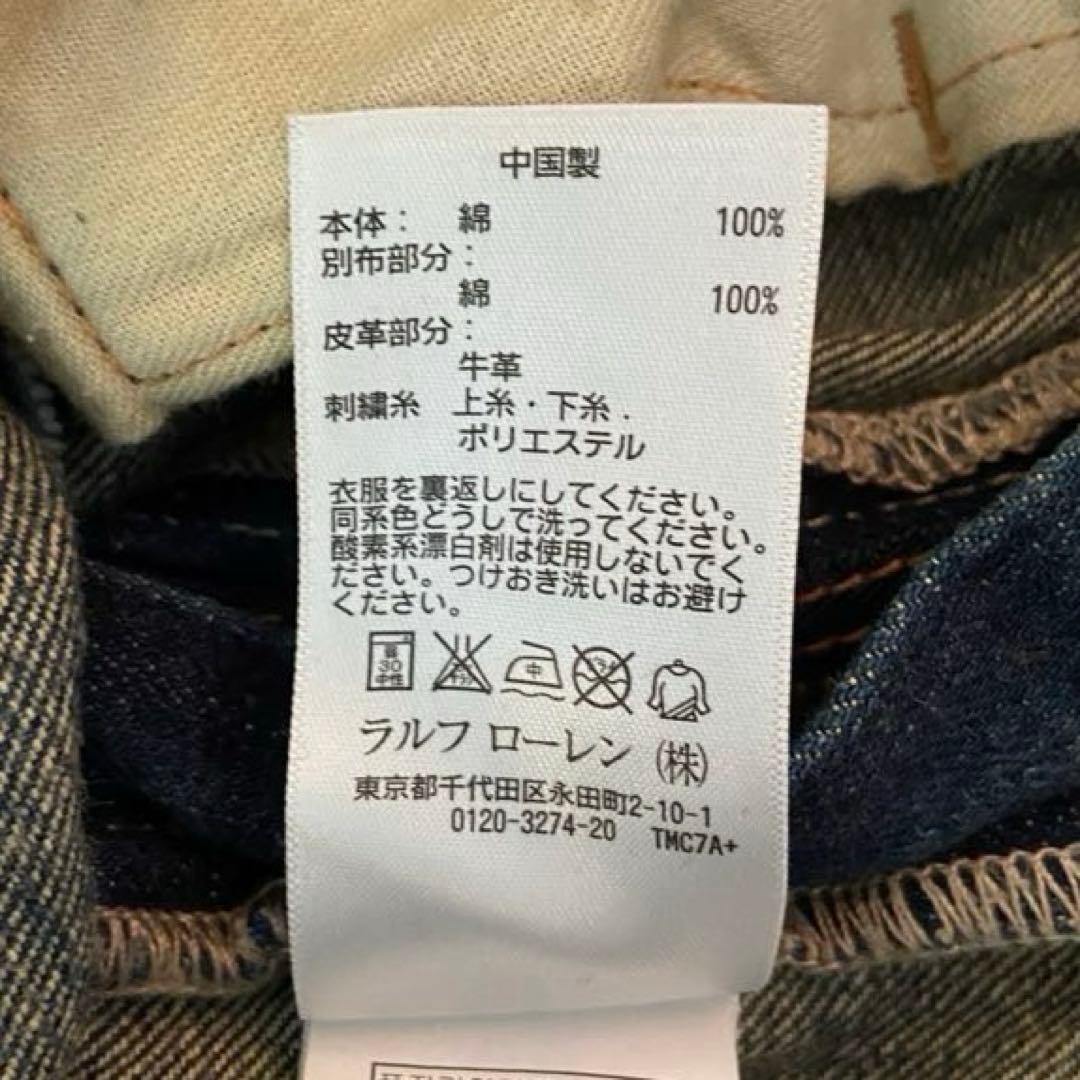 中国製
本体： 綿 100%
別布部分：
綿 100%
皮革部分：
牛革
刺繍糸 上糸・下糸．
ポリエステル
衣服を裏返しにしてください。
同系色どうしで洗ってください。
酸素系漂白剤は使用しないでく
ださい。つけおき洗いはお避け
ください。
30
中性
中
ラルフ ローレン (株)
東京都千代田区永田町2-10-1
0120-3274-20 TMC7A+